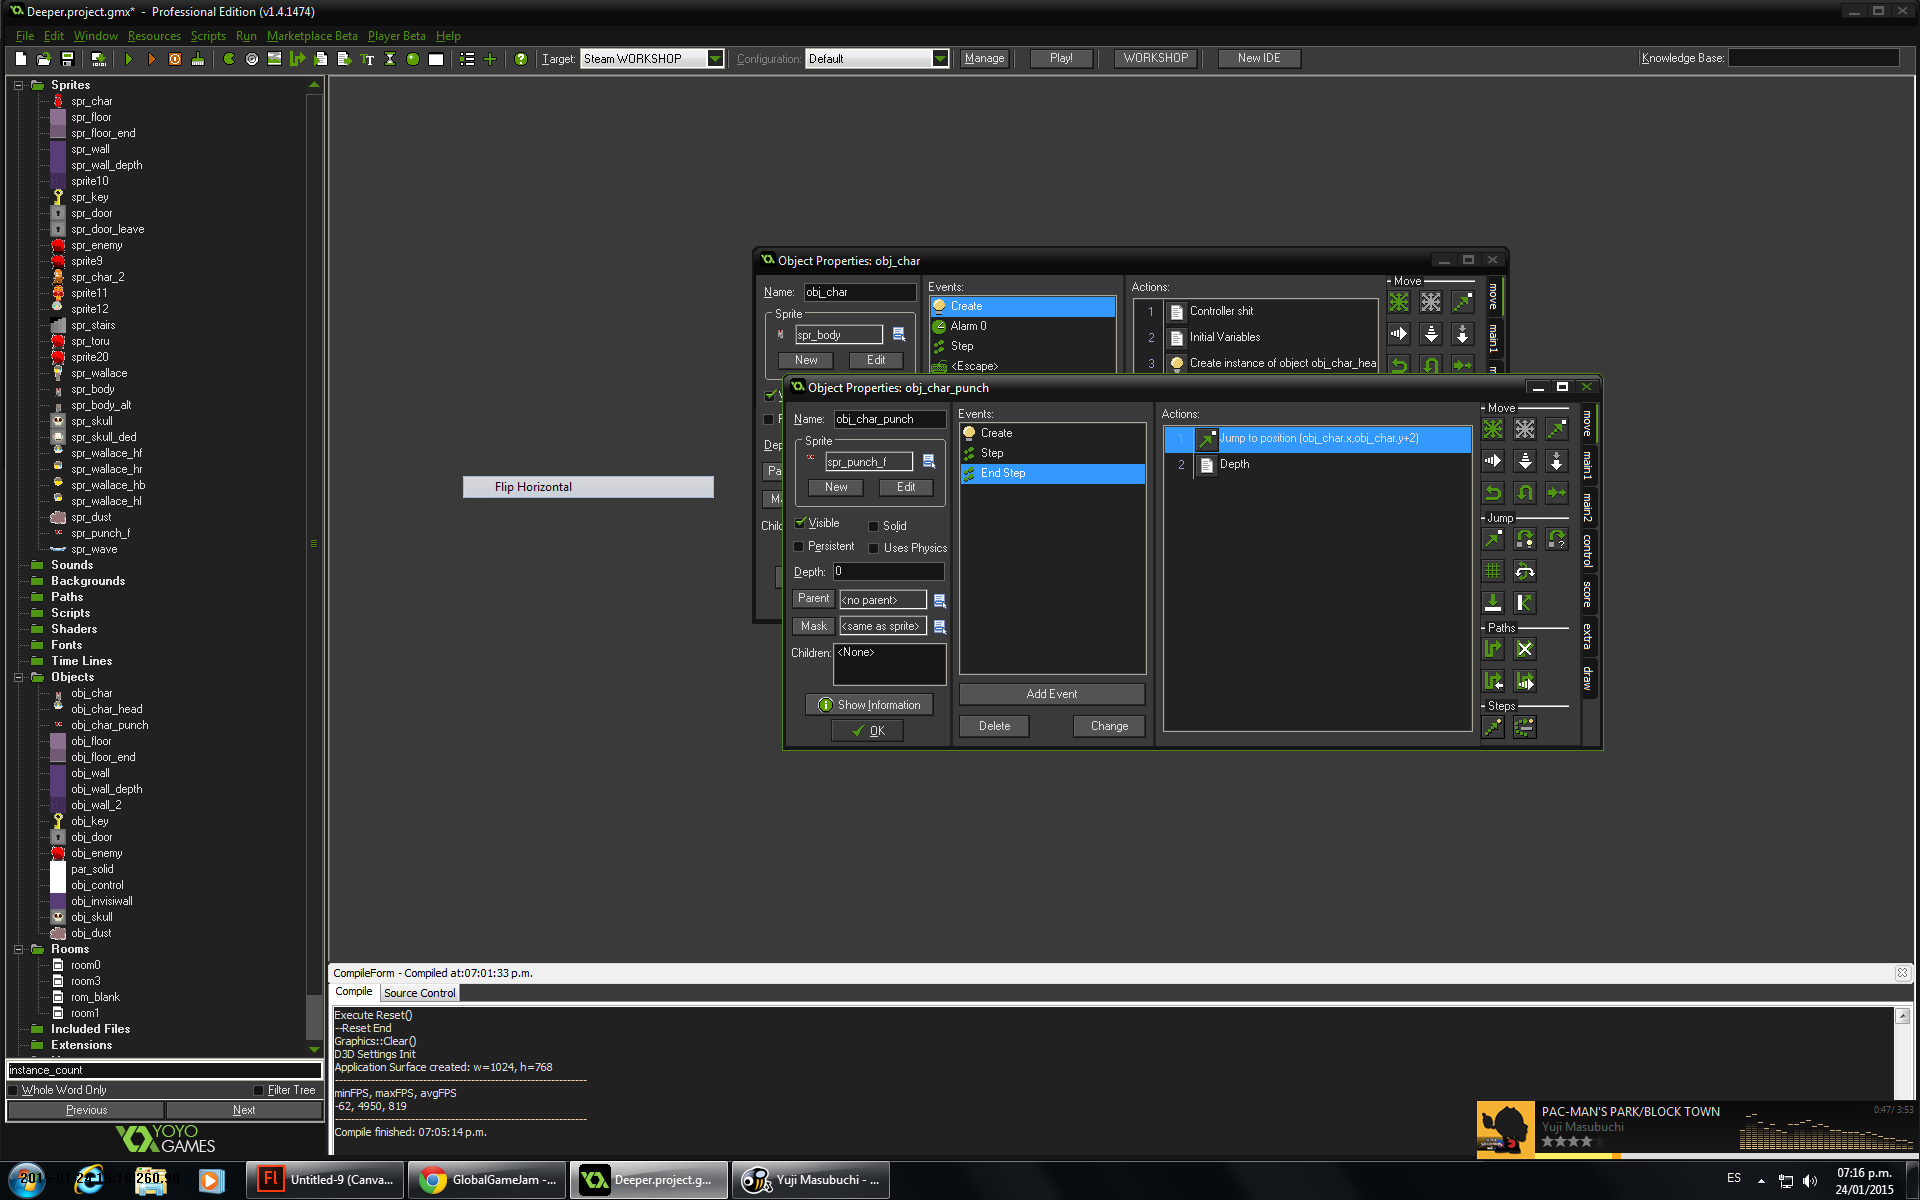 Deeper.project.gmx* - Professional Edition (v1.4.1474)
File Edit Window Resources Scripts Run Marketplace Beta Player Beta Help
Target: Steam WORKSHOP Configuration: Default Manage Play! WORKSHOP New IDE Knowledge Base:
Sprites
spr_char
spr_floor
spr_floor_end
spr_wall
spr_wall_depth
sprite10
spr_key
spr_door
spr_door_leave
spr_enemy
sprite9
spr_char_2
sprite11
sprite12
spr_stairs
spr_toru
sprite20
spr_wallace
spr_body
spr_body_alt
spr_skull
spr_skull_ded
spr_wallace_hf
spr_wallace_hr
spr_wallace_hb
spr_wallace_hl
spr_dust
spr_punch_f
spr_wave
Sounds
Backgrounds
Paths
Scripts
Shaders
Fonts
Time Lines
Objects
obj_char
obj_char_head
obj_char_punch
obj_floor
obj_floor_end
obj_wall
obj_wall_depth
obj_wall_2
obj_key
obj_door
obj_enemy
par_solid
obj_control
obj_invisiwall
obj_skull
obj_dust
Rooms
room0
room3
rom_blank
room1
Included Files
Extensions
instance_count
Whole Word Only Filter Tree
Previous Next
YOYO
GAMES
Flip Horizontal
Object Properties: obj_char
Name: obj_char
Sprite
spr_body
New Edit
Events:
Create
Alarm 0
Step
<Escape>
Actions:
1 Controller shit
2 Initial Variables
3 Create instance of object obj_char_hea
Move
move
main1
Object Properties: obj_char_punch
Name: obj_char_punch
Sprite
spr_punch_f
New Edit
Visible Solid
Persistent Uses Physics
Depth: 0
Parent <no parent>
Mask <same as sprite>
Children: <None>
Show Information
OK
Events:
Create
Step
End Step
Add Event
Delete Change
Actions:
1 Jump to position (obj_char.x,obj_char.y+2)
2 Depth
Move
Jump
Paths
Steps
move
main1
main2
control
score
extra
draw
CompileForm - Compiled at:07:01:33 p.m.
Compile Source Control
Execute Reset()
--Reset End
Graphics::Clear()
D3D Settings Init
Application Surface created: w=1024, h=768
minFPS, maxFPS, avgFPS
-62, 4950, 819
Compile finished: 07:05:14 p.m.
PAC-MAN'S PARK/BLOCK TOWN
Yuji Masubuchi
0:47/ 3:53
Untitled-9 (Canva...
GlobalGameJam -...
Deeper.project.g...
Yuji Masubuchi - ...
ES
07:16 p.m.
24/01/2015